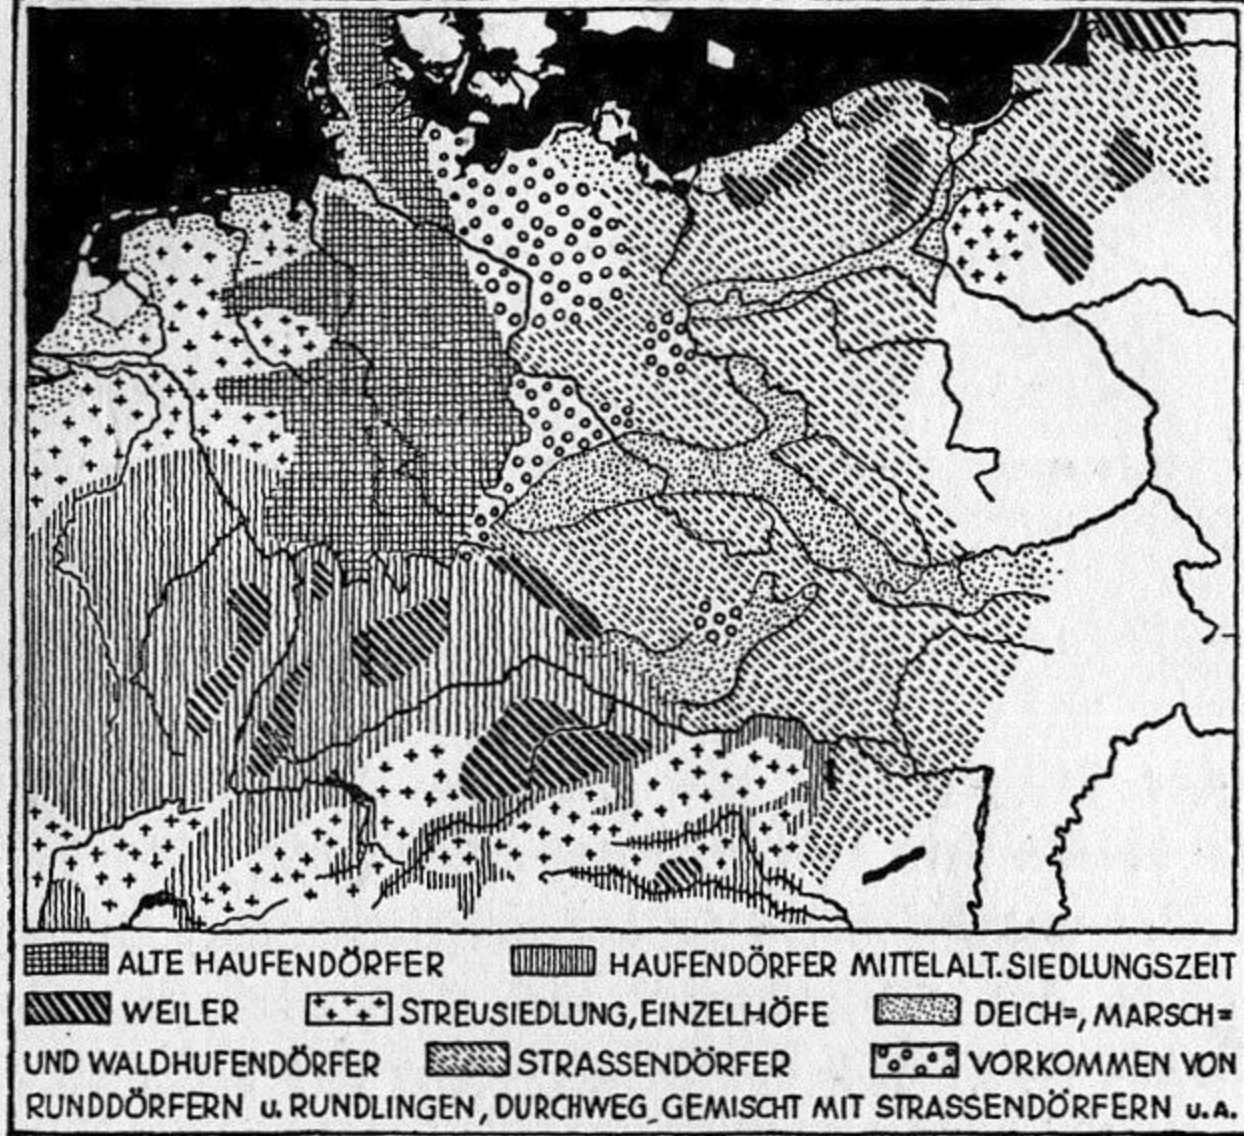 ALTE HAUFENDÖRFER HAUFENDÖRFER MITTELALT. SIEDLUNGSZEIT
WEILER STREUSIEDLUNG, EINZELHÖFE DEICH=, MARSCH=
UND WALDHUFENDÖRFER STRASSENDÖRFER VORKOMMEN VON
RUNDDÖRFERN u. RUNDLINGEN, DURCHWEG GEMISCHT MIT STRASSENDÖRFERN u. A.